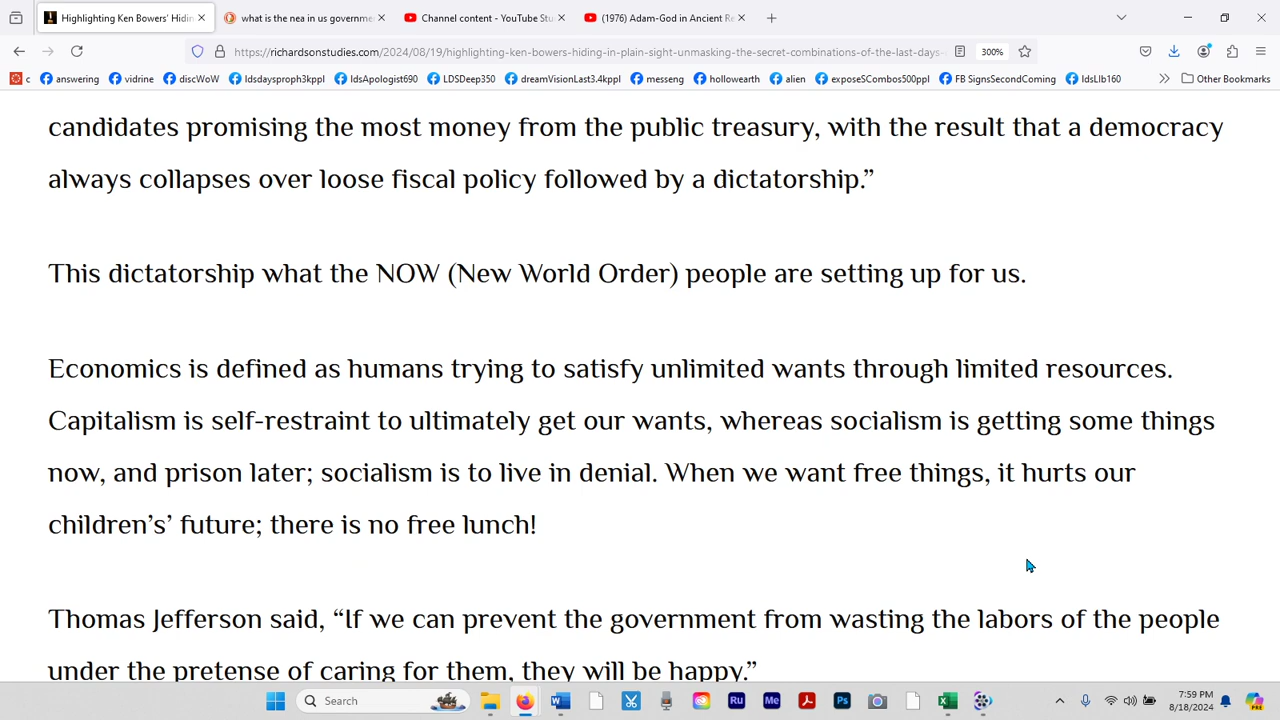 Highlighting Ken Bowers' Hidin
what is the nea in us governme
Channel content - YouTube Stu
(1976) Adam-God in Ancient Re
https://richardsonstudies.com/2024/08/19/highlighting-ken-bowers-hiding-in-plain-sight-unmasking-the-secret-combinations-of-the-last-days-
300%
c
answering
vidrine
discWoW
ldsdaysproph3kppl
ldsApologist690
LDSDeep350
dreamVisionLast3.4kppl
messeng
hollowearth
alien
exposeSCombos500ppl
FB SignsSecondComing
ldsLIb160
Other Bookmarks
candidates promising the most money from the public treasury, with the result that a democracy
always collapses over loose fiscal policy followed by a dictatorship.”
This dictatorship what the NOW (New World Order) people are setting up for us.
Economics is defined as humans trying to satisfy unlimited wants through limited resources.
Capitalism is self-restraint to ultimately get our wants, whereas socialism is getting some things
now, and prison later; socialism is to live in denial. When we want free things, it hurts our
children’s’ future; there is no free lunch!
Thomas Jefferson said, “If we can prevent the government from wasting the labors of the people
under the pretense of caring for them, they will be happy.”
Search
Ru
Me
Ps
7:59 PM
8/18/2024